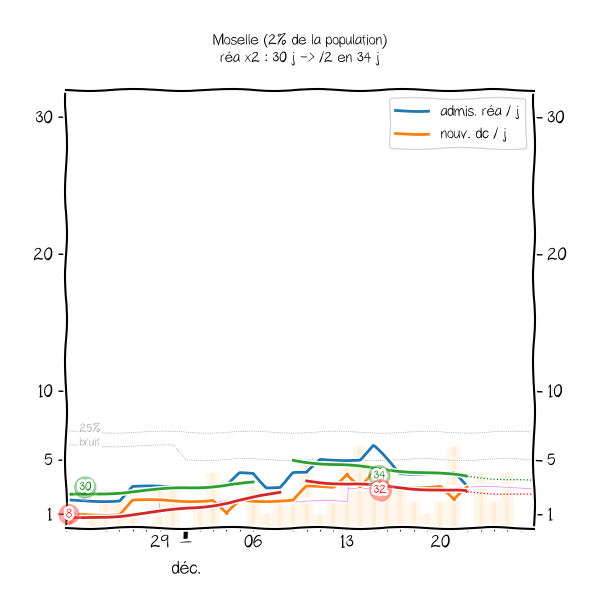 Moselle (2% de la population)
réa x2 : 30 j -> /2 en 34 j
admis. réa / j
nouv. dc / j
30 30
20 20
10 10
25%
bruit
5 5
34
30
32
8
1 1
29 06 13 20
déc.